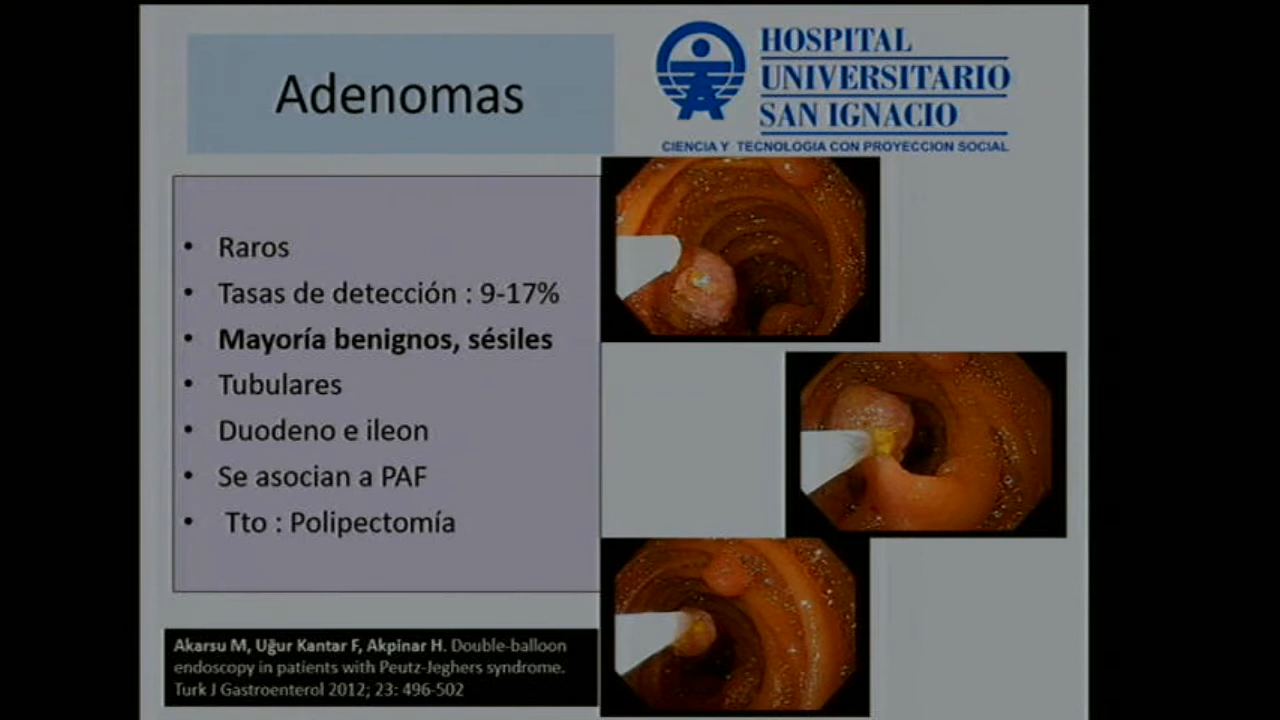 Adenomas
HOSPITAL
UNIVERSITARIO
SAN IGNACIO
CIENCIA Y TECNOLOGIA CON PROYECCION SOCIAL
• Raros
• Tasas de detección : 9-17%
• Mayoría benignos, sésiles
• Tubulares
• Duodeno e ileon
• Se asocian a PAF
• Tto : Polipectomía
Akarsu M, Uğur Kantar F, Akpinar H. Double-balloon
endoscopy in patients with Peutz-Jeghers syndrome.
Turk J Gastroenterol 2012; 23: 496-502